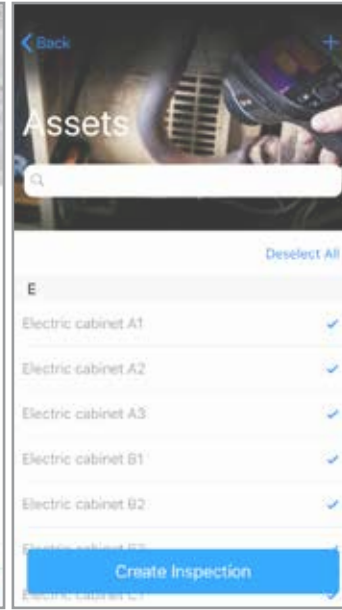 Back +
Assets
Deselect All
E
Electric cabinet A1
Electric cabinet A2
Electric cabinet A3
Electric cabinet B1
Electric cabinet B2
Create Inspection